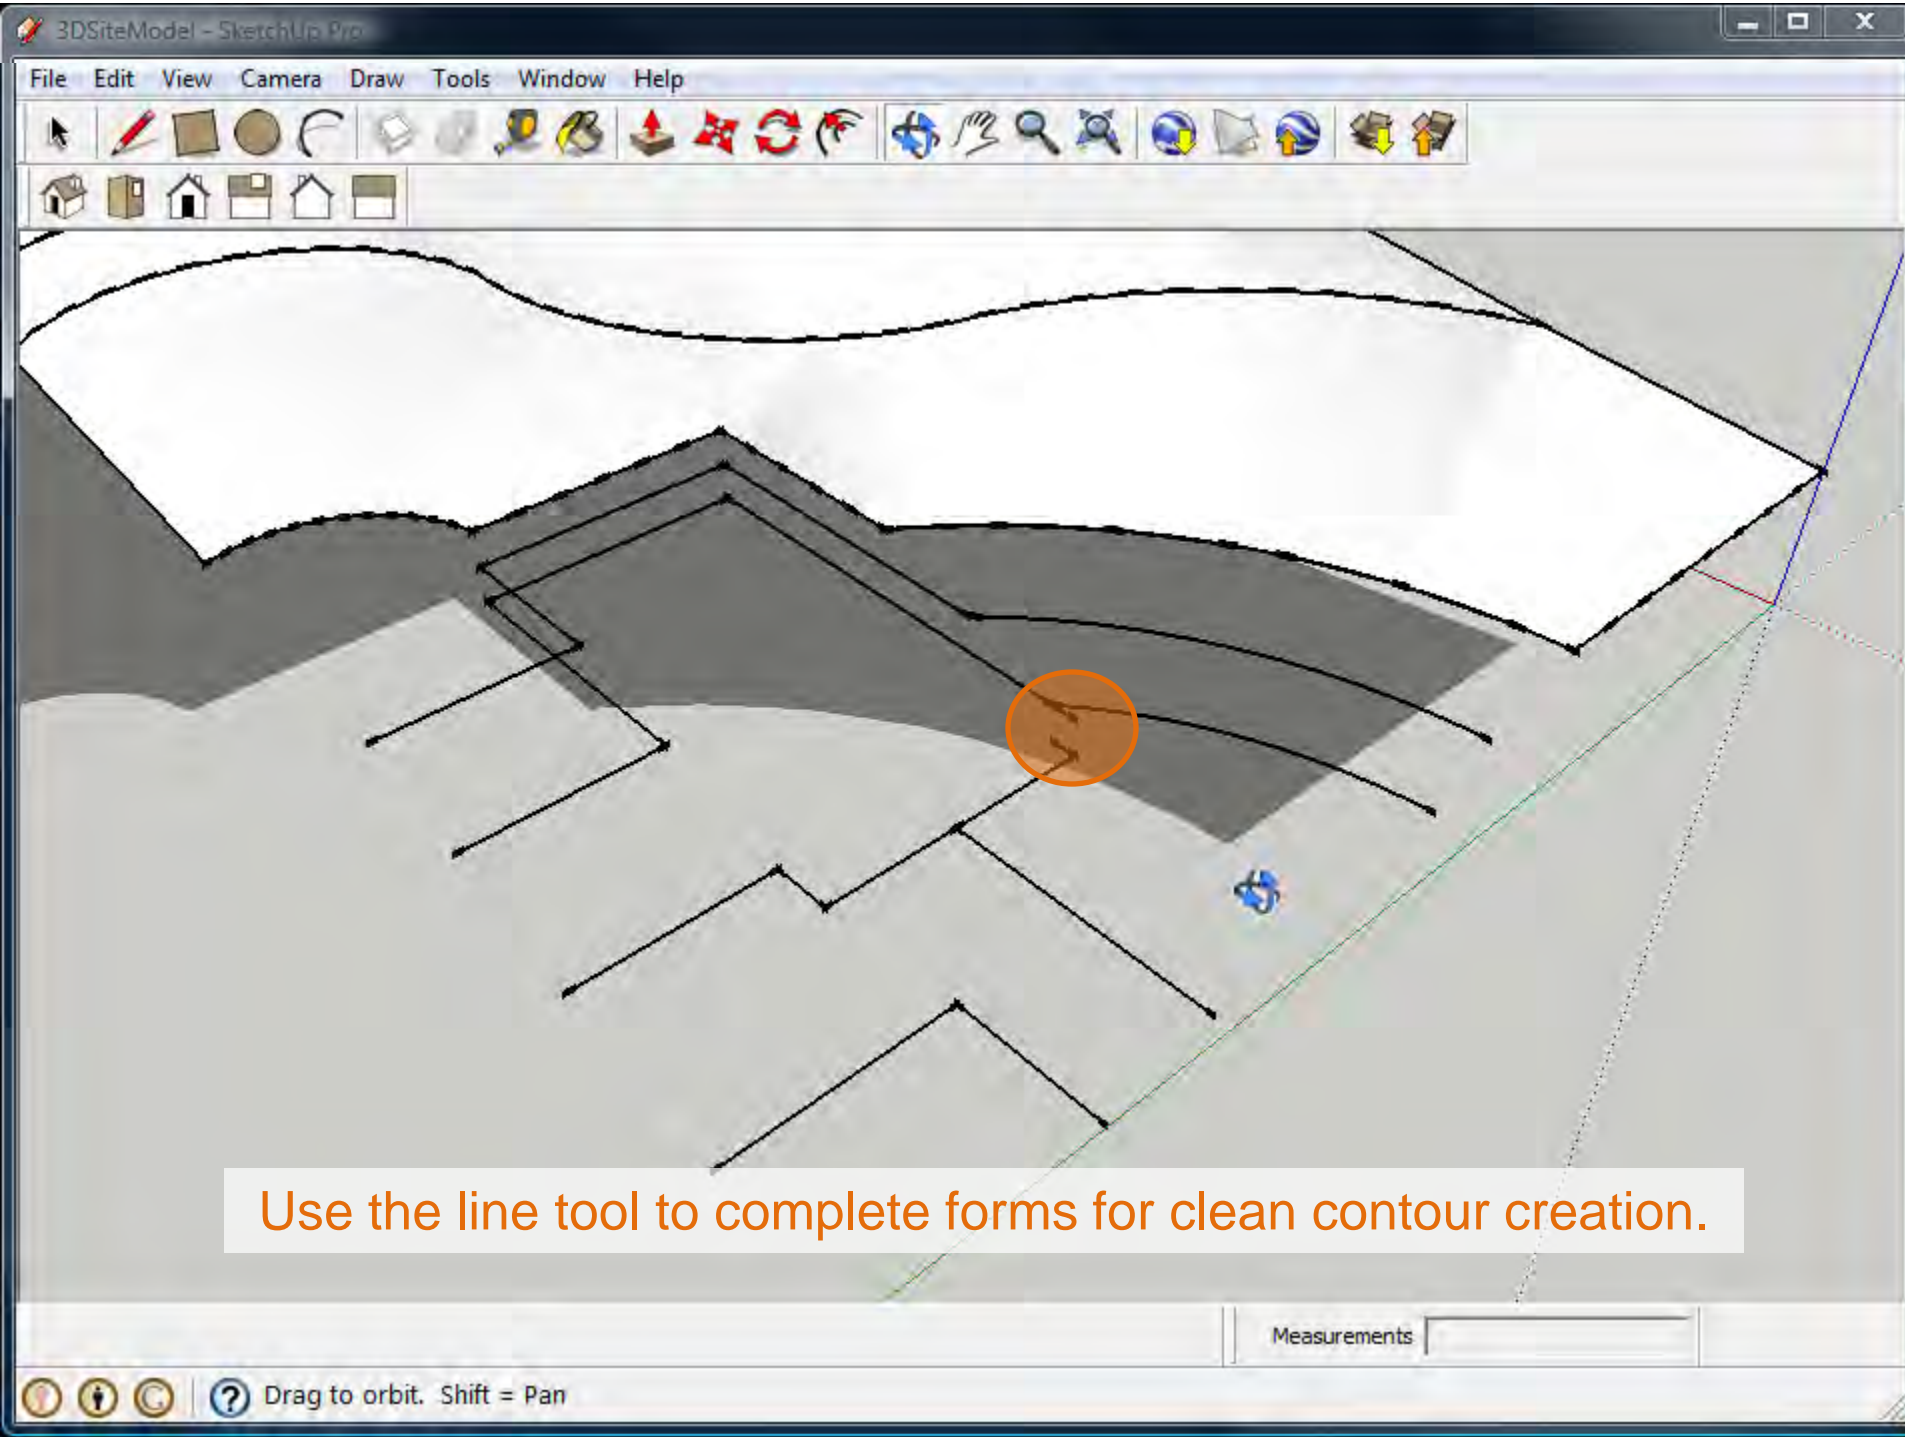 3DSiteModel - SketchUp Pro
File Edit View Camera Draw Tools Window Help
Use the line tool to complete forms for clean contour creation.
Measurements
Drag to orbit. Shift = Pan